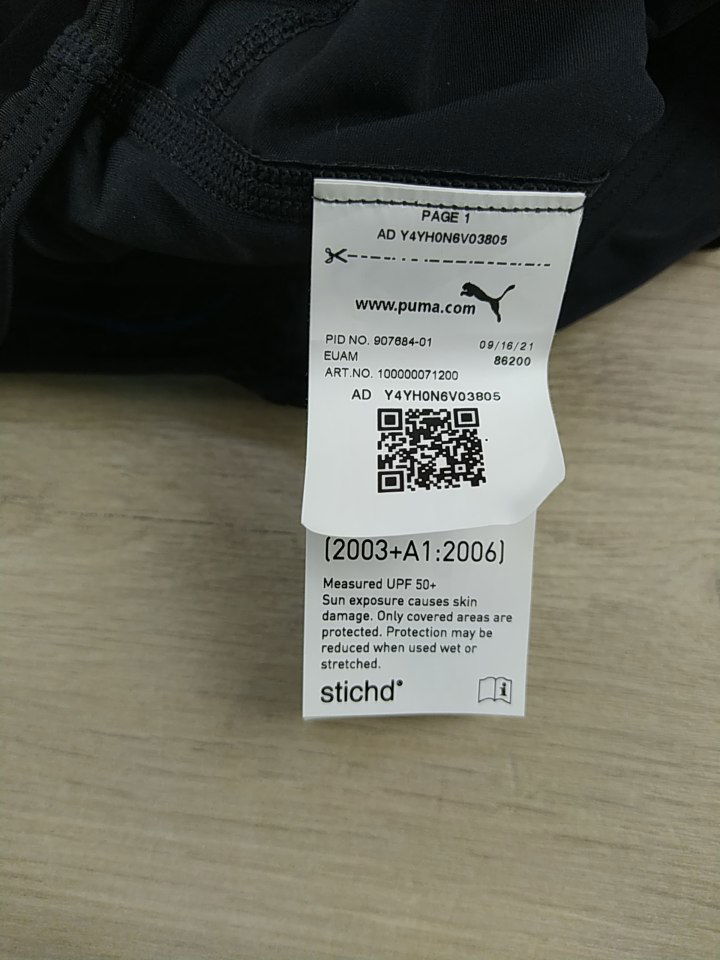 PAGE 1
AD Y4YH0N6V03805
www.puma.com
PID NO. 907684-01 09/16/21
EUAM 86200
ART.NO. 100000071200
AD Y4YH0N6V03805
(2003+A1:2006)
Measured UPF 50+
Sun exposure causes skin
damage. Only covered areas are
protected. Protection may be
reduced when used wet or
stretched.
stichd